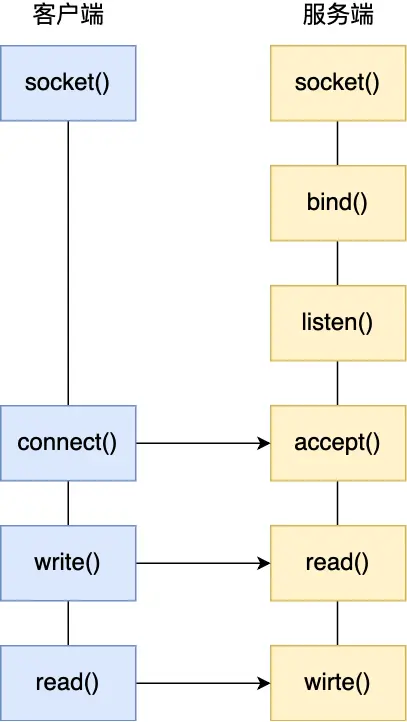 客户端 服务端
socket() socket()
bind()
listen()
connect() accept()
write() read()
read() wirte()